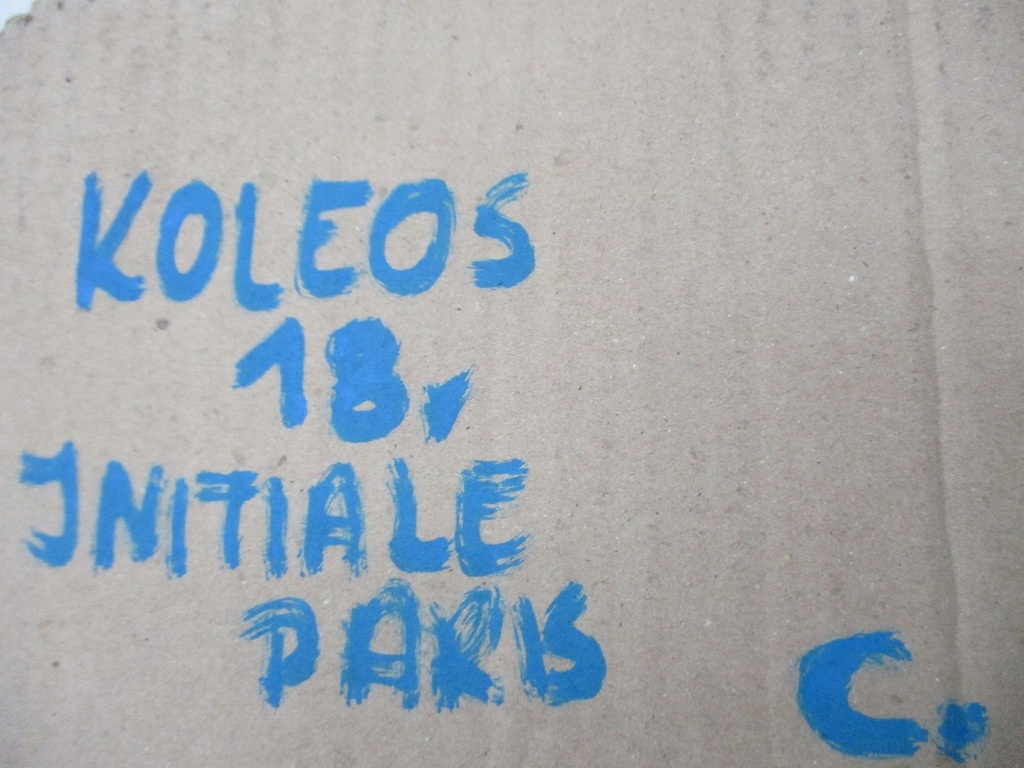 KOLEOS
18,
JNITIALE
PARIS
C.